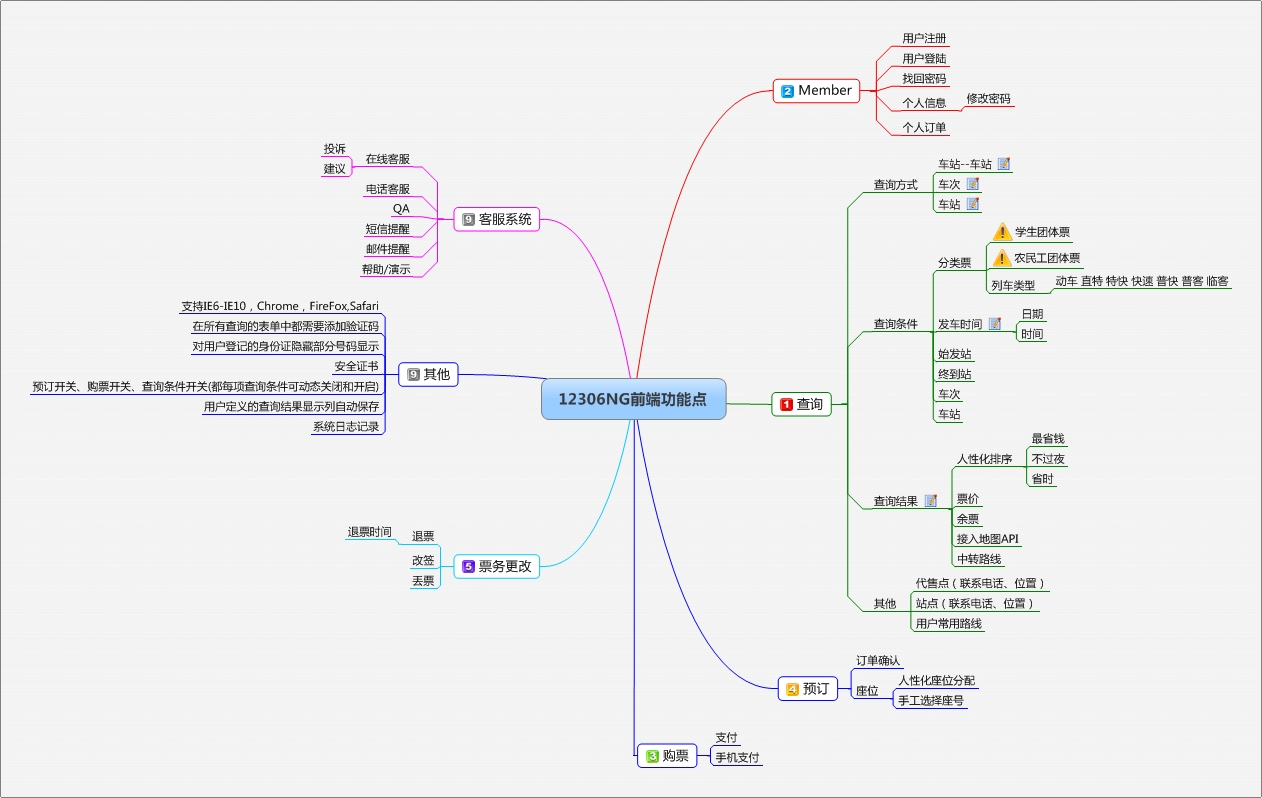 12306NG前端功能点
2 Member
用户注册
用户登陆
找回密码
个人信息
修改密码
个人订单
1 查询
查询方式
车站--车站
车次
车站
查询条件
分类票
学生团体票
农民工团体票
列车类型
动车 直特 特快 快速 普快 普客 临客
发车时间
日期
时间
始发站
终到站
车次
车站
查询结果
人性化排序
最省钱
不过夜
省时
票价
余票
接入地图API
中转路线
其他
代售点（联系电话、位置）
站点（联系电话、位置）
用户常用路线
4 预订
订单确认
座位
人性化座位分配
手工选择座号
3 购票
支付
手机支付
9 客服系统
在线客服
投诉
建议
电话客服
QA
短信提醒
邮件提醒
帮助/演示
9 其他
支持IE6-IE10，Chrome，FireFox,Safari
在所有查询的表单中都需要添加验证码
对用户登记的身份证隐藏部分号码显示
安全证书
预订开关、购票开关、查询条件开关(都每项查询条件可动态关闭和开启)
用户定义的查询结果显示列自动保存
系统日志记录
5 票务更改
退票
退票时间
改签
丢票